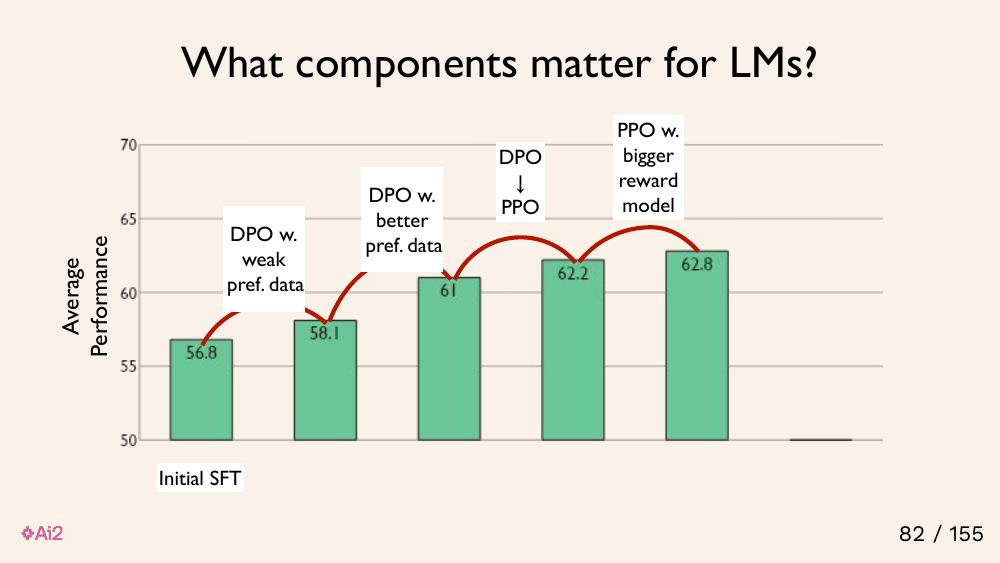 What components matter for LMs?
PPO w.
bigger
reward
model
DPO
↓
PPO
DPO w.
better
pref. data
DPO w.
weak
pref. data
70
65
60
55
50
Average
Performance
56.8
58.1
61
62.2
62.8
Initial SFT
Ai2
82 / 155